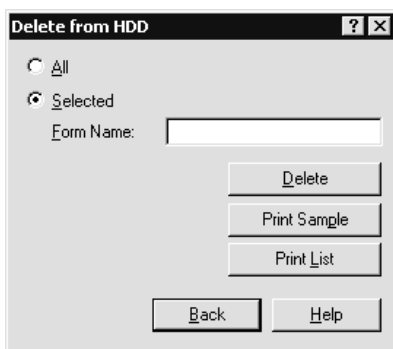 Delete from HDD
All
Selected
Form Name:
Delete
Print Sample
Print List
Back Help